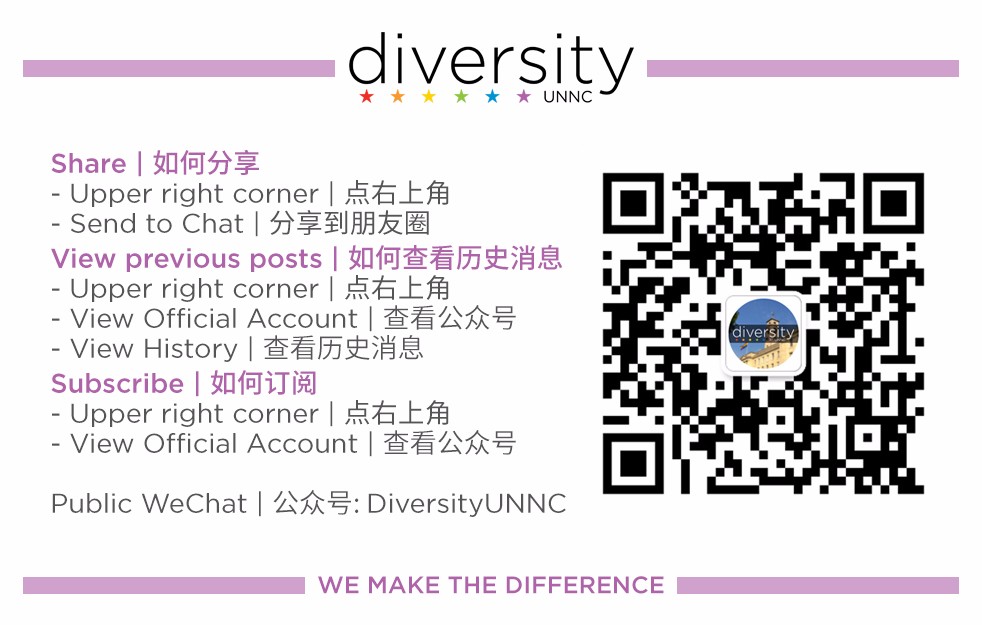 diversity
UNNC
Share | 如何分享
- Upper right corner | 点右上角
- Send to Chat | 分享到朋友圈
View previous posts | 如何查看历史消息
- Upper right corner | 点右上角
- View Official Account | 查看公众号
- View History | 查看历史消息
Subscribe | 如何订阅
- Upper right corner | 点右上角
- View Official Account | 查看公众号
Public WeChat | 公众号: DiversityUNNC
diversity
WE MAKE THE DIFFERENCE